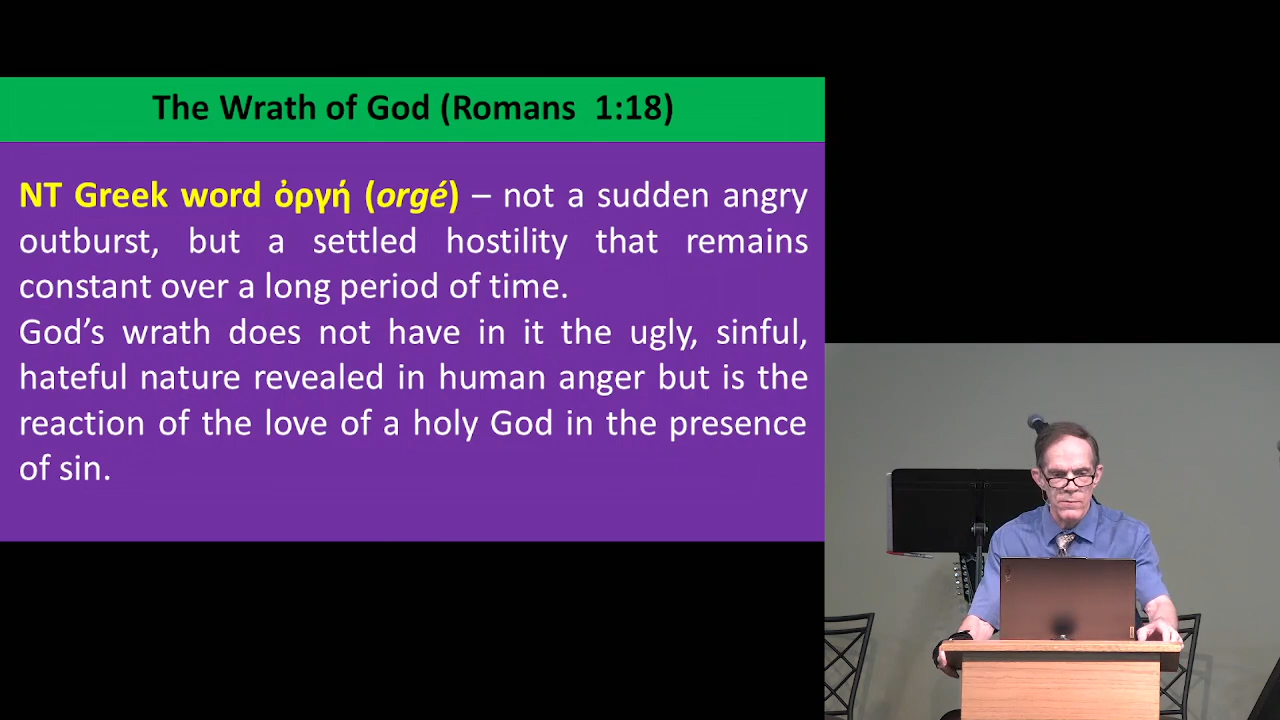 The Wrath of God (Romans 1:18)
NT Greek word ὀργή (orgé) – not a sudden angry
outburst, but a settled hostility that remains
constant over a long period of time.
God’s wrath does not have in it the ugly, sinful,
hateful nature revealed in human anger but is the
reaction of the love of a holy God in the presence
of sin.